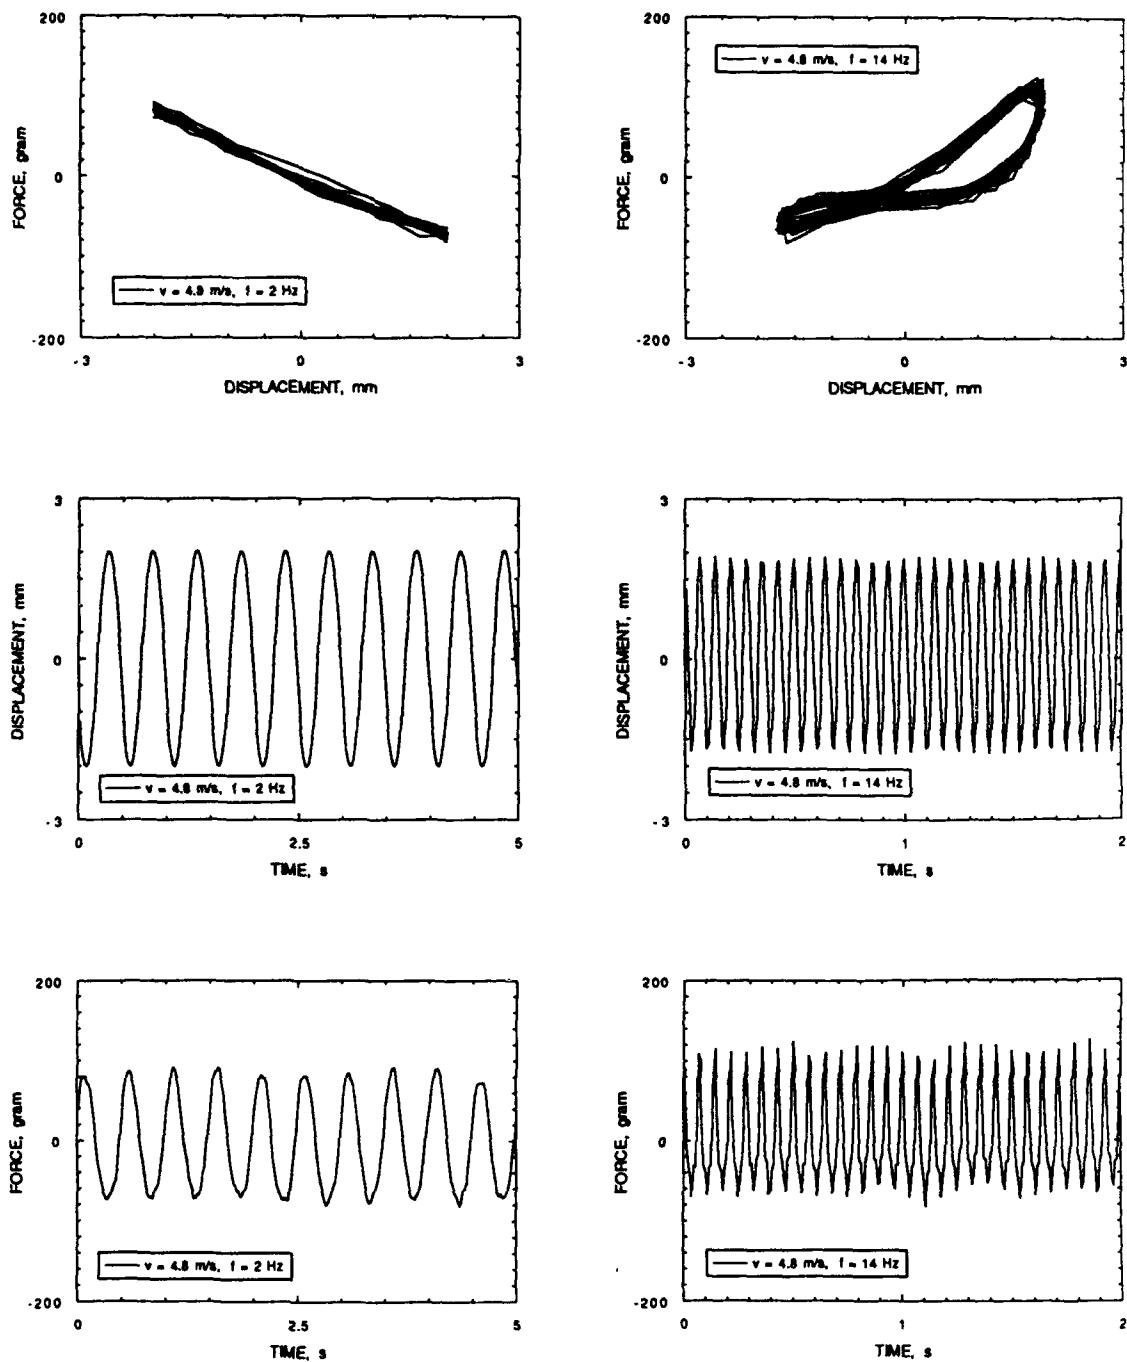 200
0
-200
FORCE, gram
v = 4.8 m/s, f = 2 Hz
-3 0 3
DISPLACEMENT, mm
200
0
-200
FORCE, gram
v = 4.8 m/s, f = 14 Hz
-3 0 3
DISPLACEMENT, mm
3
0
-3
DISPLACEMENT, mm
v = 4.8 m/s, f = 2 Hz
0 2.5 5
TIME, s
3
0
-3
DISPLACEMENT, mm
v = 4.8 m/s, f = 14 Hz
0 1 2
TIME, s
200
0
-200
FORCE, gram
v = 4.8 m/s, f = 2 Hz
0 2.5 5
TIME, s
200
0
-200
FORCE, gram
v = 4.8 m/s, f = 14 Hz
0 1 2
TIME, s